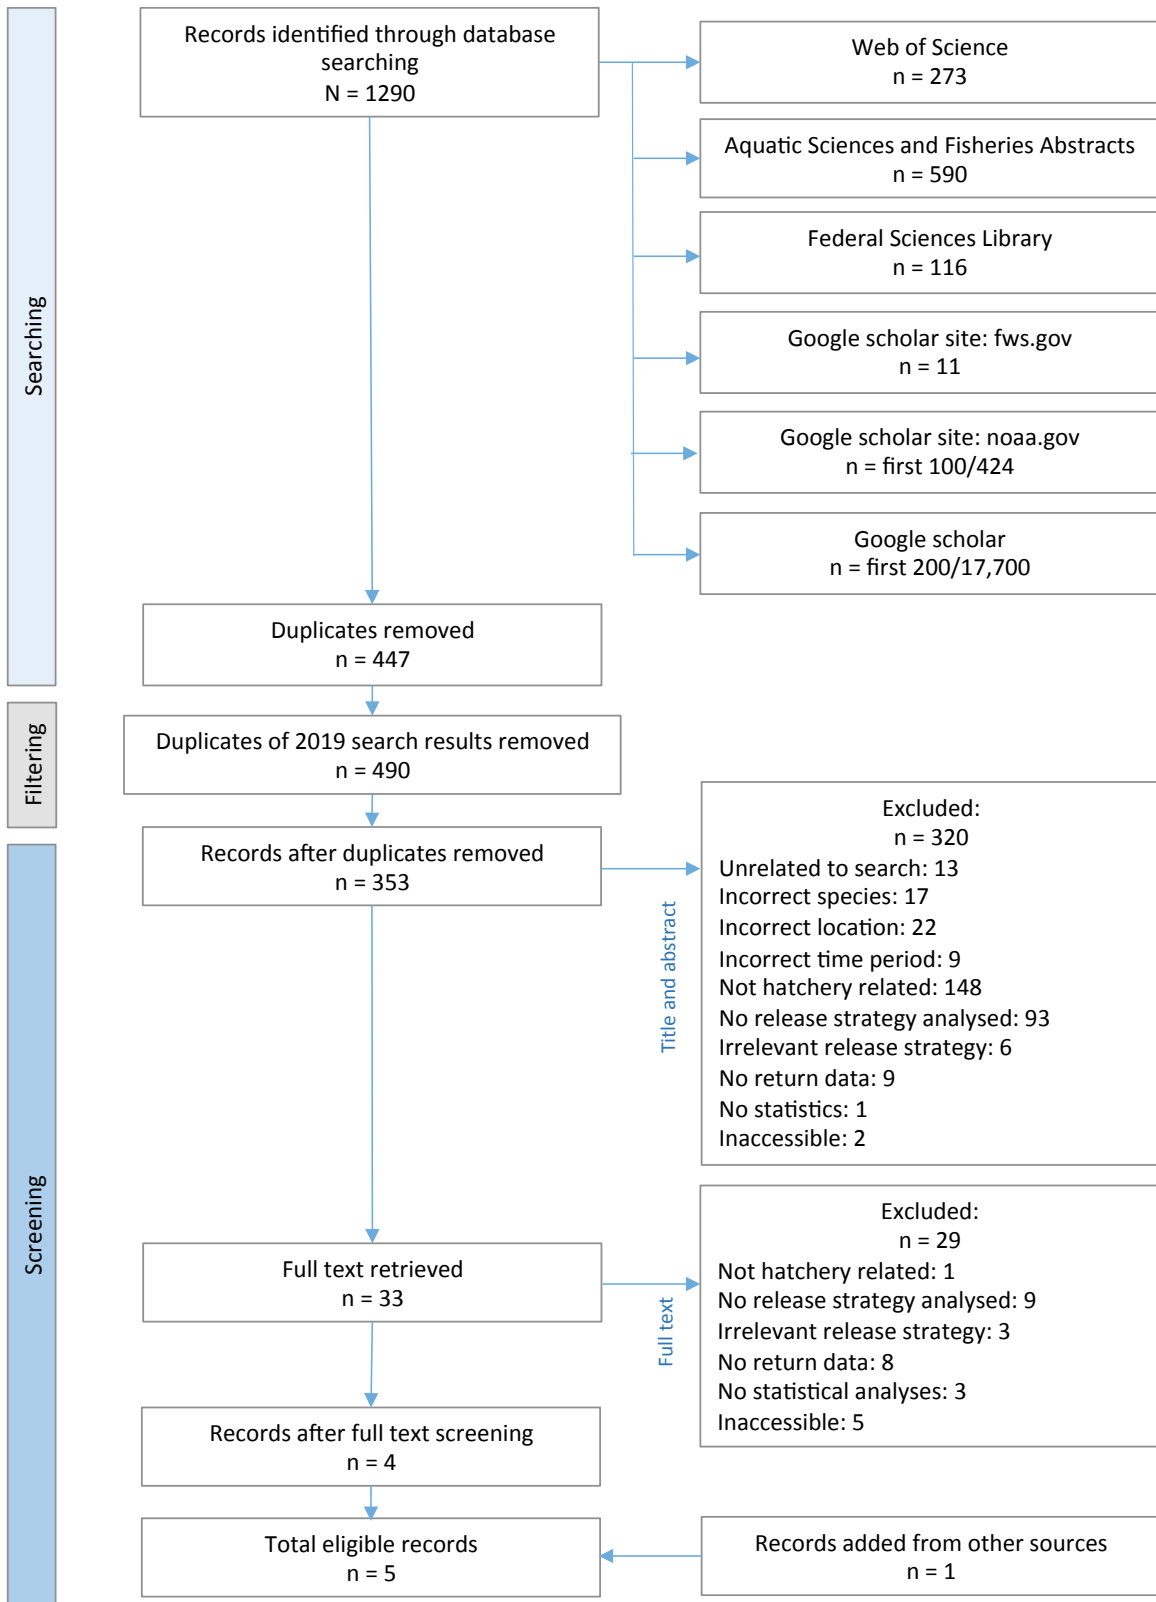 Searching
Records identified through database
searching
N = 1290
Web of Science
n = 273
Aquatic Sciences and Fisheries Abstracts
n = 590
Federal Sciences Library
n = 116
Google scholar site: fws.gov
n = 11
Google scholar site: noaa.gov
n = first 100/424
Google scholar
n = first 200/17,700
Duplicates removed
n = 447
Filtering
Duplicates of 2019 search results removed
n = 490
Screening
Records after duplicates removed
n = 353
Title and abstract
Excluded:
n = 320
Unrelated to search: 13
Incorrect species: 17
Incorrect location: 22
Incorrect time period: 9
Not hatchery related: 148
No release strategy analysed: 93
Irrelevant release strategy: 6
No return data: 9
No statistics: 1
Inaccessible: 2
Full text retrieved
n = 33
Full text
Excluded:
n = 29
Not hatchery related: 1
No release strategy analysed: 9
Irrelevant release strategy: 3
No return data: 8
No statistical analyses: 3
Inaccessible: 5
Records after full text screening
n = 4
Total eligible records
n = 5
Records added from other sources
n = 1